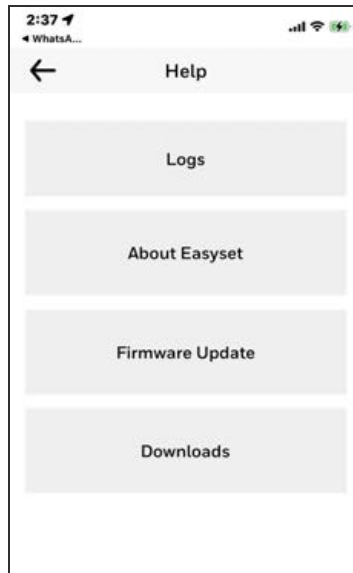 2:37
◀ WhatsA...
Help
Logs
About Easyset
Firmware Update
Downloads